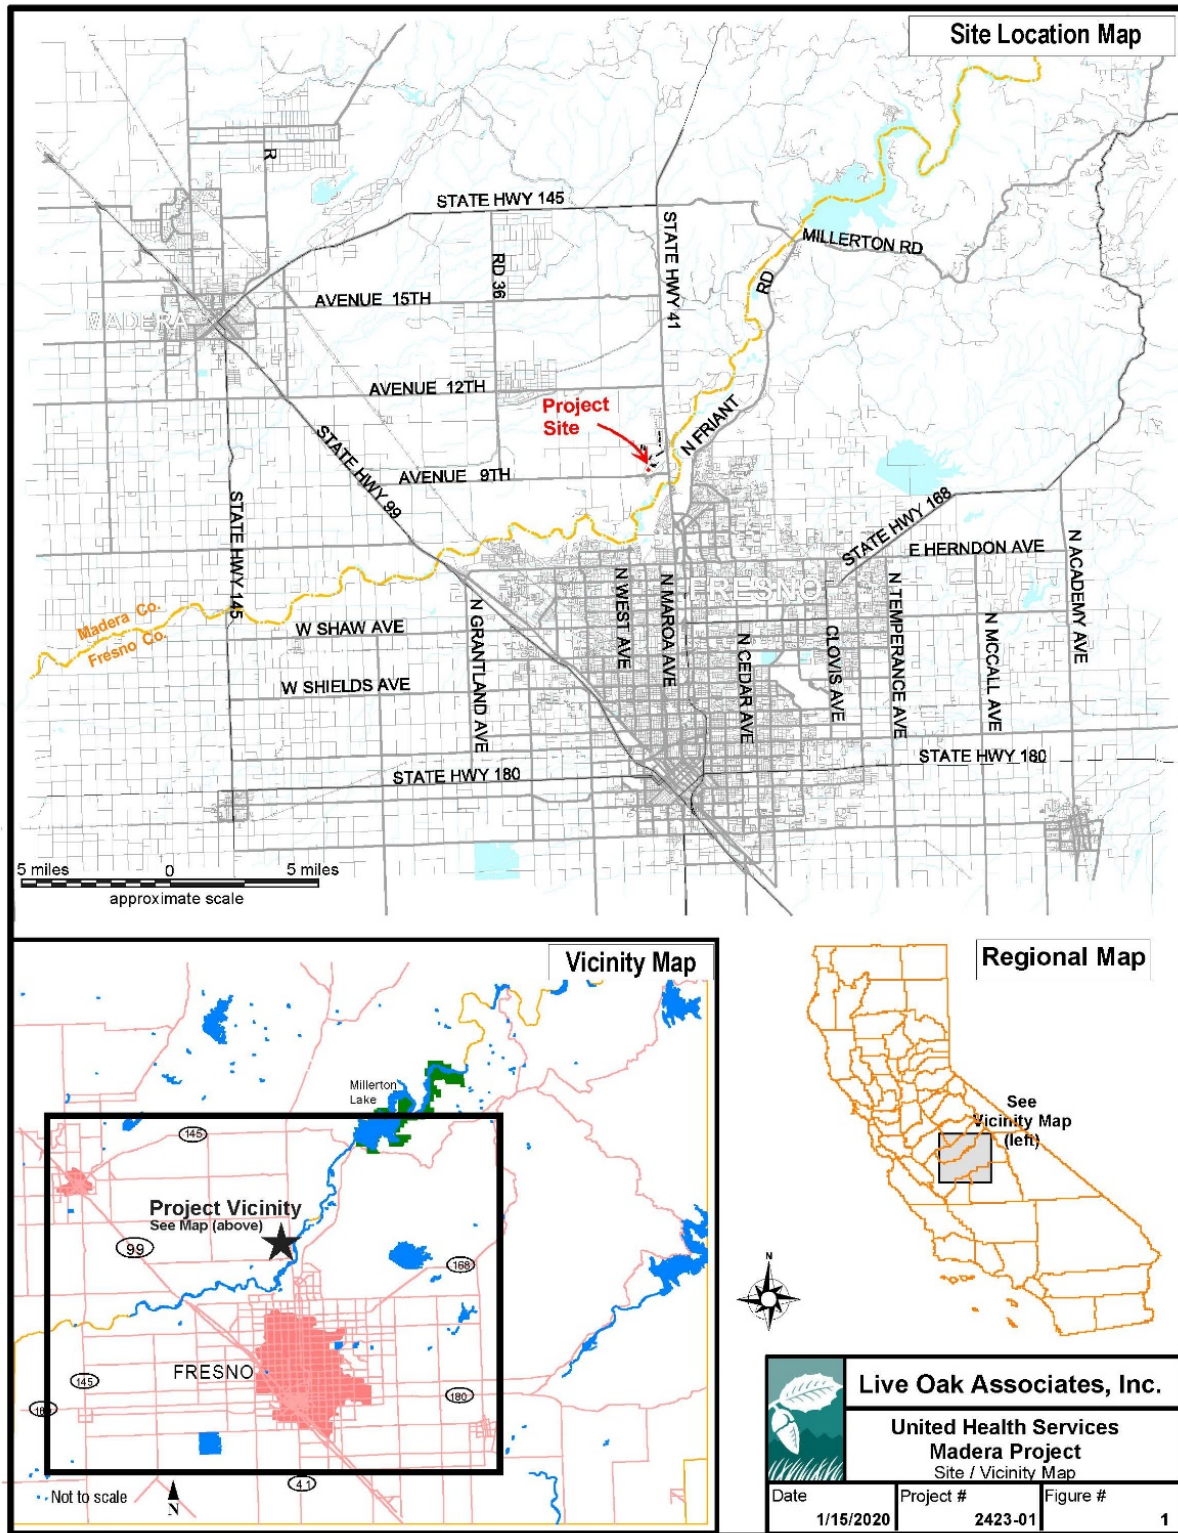 Site Location Map
R
STATE HWY 145
STATE HWY 41
MILLERTON RD
RD 36
RD
AVENUE 15TH
MADERA
AVENUE 12TH
Project
Site
N FRIANT
STATE HWY 99
AVENUE 9TH
STATE HWY 145
STATE HWY 168
E HERNDON AVE
N ACADEMY AVE
N WEST AVE
N MAROA AVE
FRESNO
N TEMPERANCE AVE
Madera Co.
Fresno Co.
W SHAW AVE
N GRANTLAND AVE
N CEDAR AVE
CLOVIS AVE
N MCCALL AVE
W SHIELDS AVE
STATE HWY 180
STATE HWY 180
5 miles 0 5 miles
approximate scale
Vicinity Map
Millerton
Lake
145
Project Vicinity
See Map (above)
99
168
FRESNO
145
180
41
Not to scale
N
Regional Map
See
Vicinity Map
(left)
N
Live Oak Associates, Inc.
United Health Services
Madera Project
Site / Vicinity Map
Date Project # Figure #
1/15/2020 2423-01 1